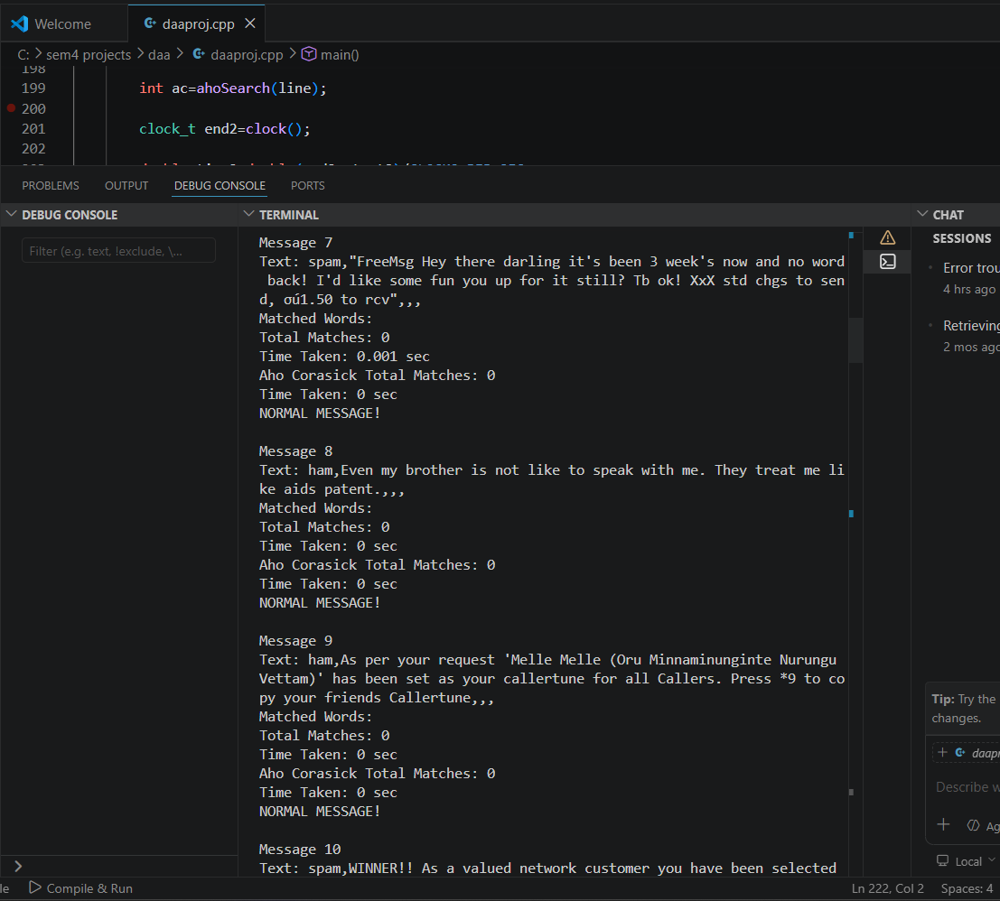 Welcome
daaproj.cpp
C: > sem4 projects > daa > daaproj.cpp > main()
198
199 int ac=ahoSearch(line);
200
201 clock_t end2=clock();
202
PROBLEMS OUTPUT DEBUG CONSOLE PORTS
DEBUG CONSOLE
Filter (e.g. text, !exclude, \...
TERMINAL
Message 7
Text: spam,"FreeMsg Hey there darling it's been 3 week's now and no word
back! I'd like some fun you up for it still? Tb ok! XxX std chgs to sen
d, σú1.50 to rcv",,,
Matched Words:
Total Matches: 0
Time Taken: 0.001 sec
Aho Corasick Total Matches: 0
Time Taken: 0 sec
NORMAL MESSAGE!
Message 8
Text: ham,Even my brother is not like to speak with me. They treat me li
ke aids patent.,,,
Matched Words:
Total Matches: 0
Time Taken: 0 sec
Aho Corasick Total Matches: 0
Time Taken: 0 sec
NORMAL MESSAGE!
Message 9
Text: ham,As per your request 'Melle Melle (Oru Minnaminunginte Nurungu
Vettam)' has been set as your callertune for all Callers. Press *9 to co
py your friends Callertune,,,
Matched Words:
Total Matches: 0
Time Taken: 0 sec
Aho Corasick Total Matches: 0
Time Taken: 0 sec
NORMAL MESSAGE!
Message 10
Text: spam,WINNER!! As a valued network customer you have been selected
CHAT
SESSIONS
Error trou
4 hrs ago
Retrieving
2 mos ago
Tip: Try the
changes.
daapr
Describe w
Ag
Local
Compile & Run
Ln 222, Col 2 Spaces: 4